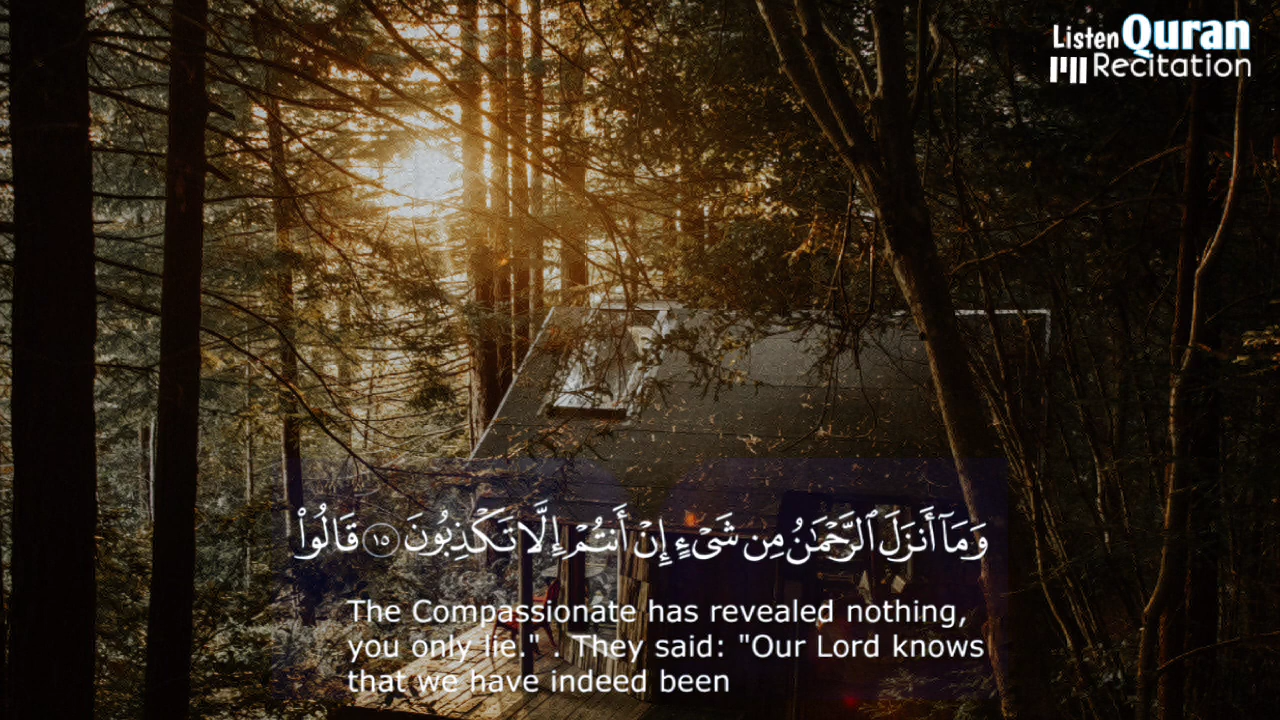 Listen Quran
Recitation
وَمَآ أَنزَلَ ٱلرَّحْمَٰنُ مِن شَىْءٍ إِنْ أَنتُمْ إِلَّا تَكْذِبُونَ ١٥ قَالُوا۟
The Compassionate has revealed nothing,
you only lie." . They said: "Our Lord knows
that we have indeed been